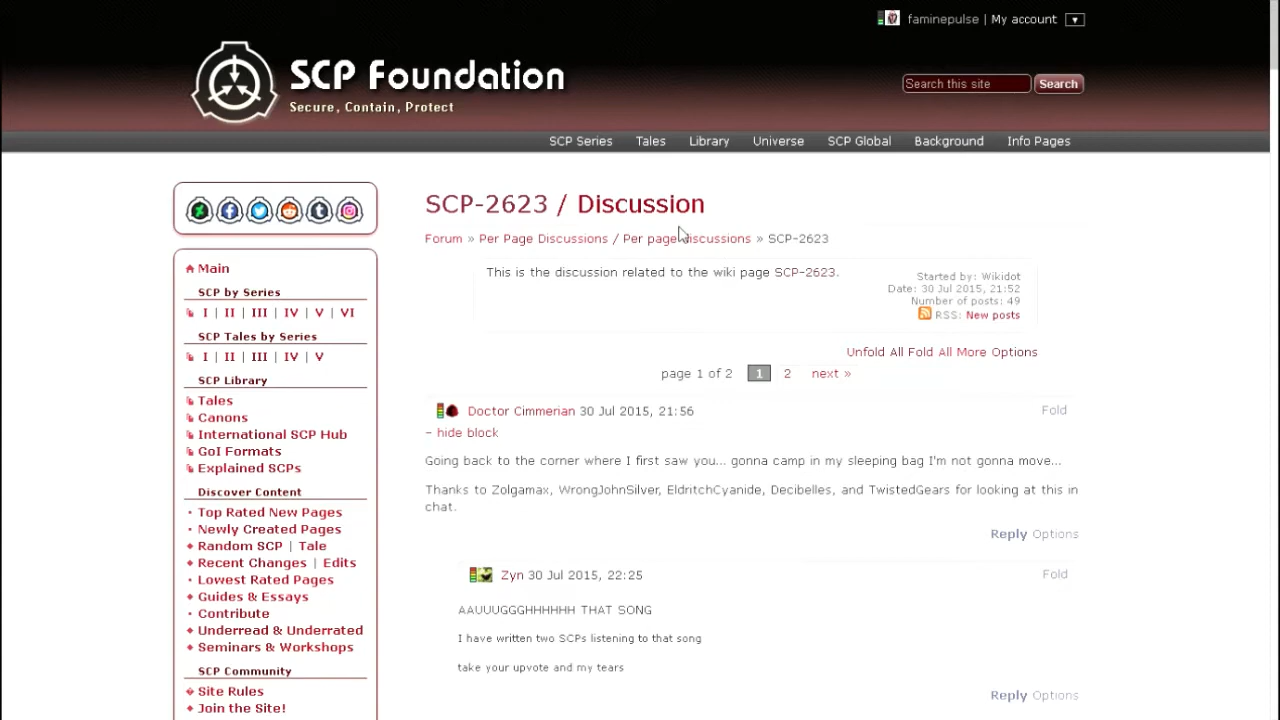 faminepulse | My account ▼
SCP Foundation
Secure, Contain, Protect
Search this site Search
SCP Series Tales Library Universe SCP Global Background Info Pages
Main
SCP by Series
I | II | III | IV | V | VI
SCP Tales by Series
I | II | III | IV | V
SCP Library
Tales
Canons
International SCP Hub
GoI Formats
Explained SCPs
Discover Content
Top Rated New Pages
Newly Created Pages
Random SCP | Tale
Recent Changes | Edits
Lowest Rated Pages
Guides & Essays
Contribute
Underread & Underrated
Seminars & Workshops
SCP Community
Site Rules
Join the Site!
SCP-2623 / Discussion
Forum » Per Page Discussions / Per page discussions » SCP-2623
This is the discussion related to the wiki page SCP-2623.
Started by: Wikidot
Date: 30 Jul 2015, 21:52
Number of posts: 49
RSS: New posts
Unfold All Fold All More Options
page 1 of 2 1 2 next »
Doctor Cimmerian 30 Jul 2015, 21:56 Fold
– hide block
Going back to the corner where I first saw you... gonna camp in my sleeping bag I'm not gonna move...
Thanks to Zolgamax, WrongJohnSilver, EldritchCyanide, Decibelles, and TwistedGears for looking at this in
chat.
Reply Options
Zyn 30 Jul 2015, 22:25 Fold
AAUUUGGGHHHHHH THAT SONG
I have written two SCPs listening to that song
take your upvote and my tears
Reply Options